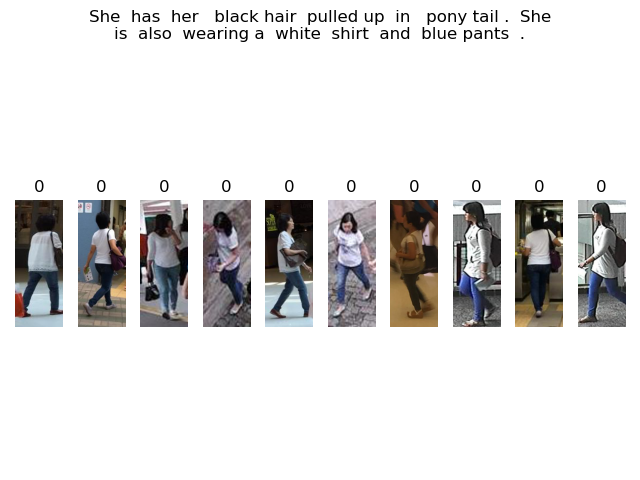 She has her black hair pulled up in pony tail . She
is also wearing a white shirt and blue pants .
0 0 0 0 0 0 0 0 0 0